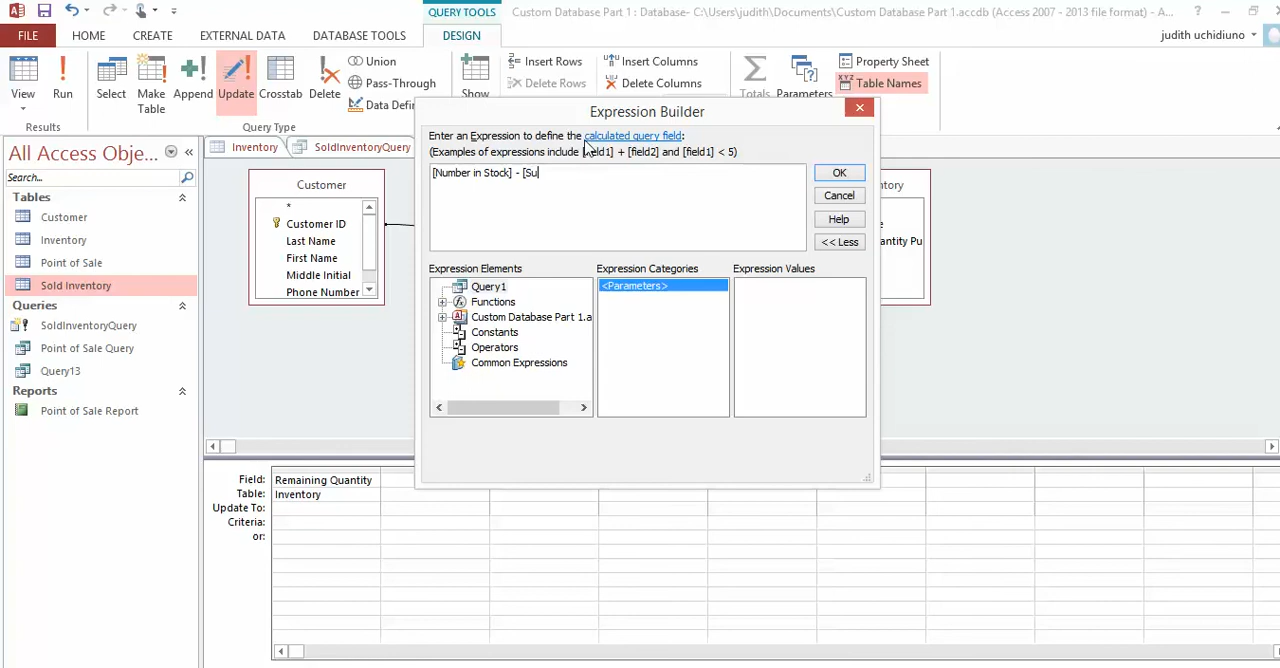 QUERY TOOLS
Custom Database Part 1 : Database- C:\Users\judith\Documents\Custom Database Part 1.accdb (Access 2007 - 2013 file format) - A...
FILE HOME CREATE EXTERNAL DATA DATABASE TOOLS DESIGN
judith uchidiuno
View Run Select Make Table Append Update Crosstab Delete
Union
Pass-Through
Data Defin
Show
Insert Rows
Delete Rows
Insert Columns
Delete Columns
Totals Parameters
Property Sheet
Table Names
Results
Query Type
All Access Obje...
Search...
Tables
Customer
Inventory
Point of Sale
Sold Inventory
Queries
SoldInventoryQuery
Point of Sale Query
Query13
Reports
Point of Sale Report
Inventory
SoldInventoryQuery
Customer
*
Customer ID
Last Name
First Name
Middle Initial
Phone Number
Expression Builder
Enter an Expression to define the calculated query field:
(Examples of expressions include [field1] + [field2] and [field1] < 5)
[Number in Stock] - [Su
OK
Cancel
Help
<< Less
Expression Elements
Query1
Functions
Custom Database Part 1.a
Constants
Operators
Common Expressions
Expression Categories
<Parameters>
Expression Values
ntory
e
antity Pu
Field: Remaining Quantity
Table: Inventory
Update To:
Criteria:
or: